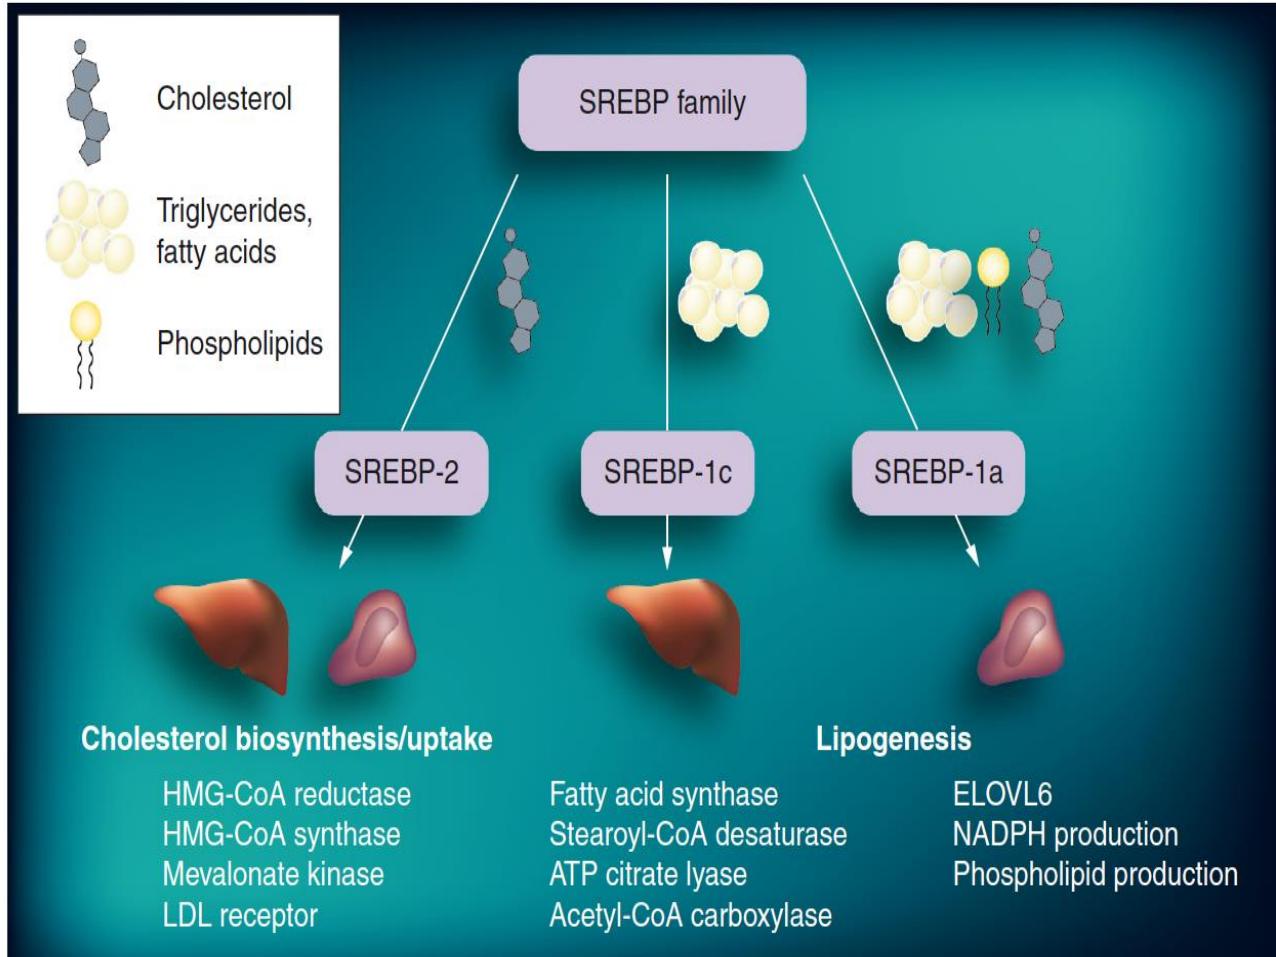 Cholesterol
Triglycerides,
fatty acids
Phospholipids
SREBP family
SREBP-2
SREBP-1c
SREBP-1a
Cholesterol biosynthesis/uptake
HMG-CoA reductase
HMG-CoA synthase
Mevalonate kinase
LDL receptor
Lipogenesis
Fatty acid synthase
Stearoyl-CoA desaturase
ATP citrate lyase
Acetyl-CoA carboxylase
ELOVL6
NADPH production
Phospholipid production